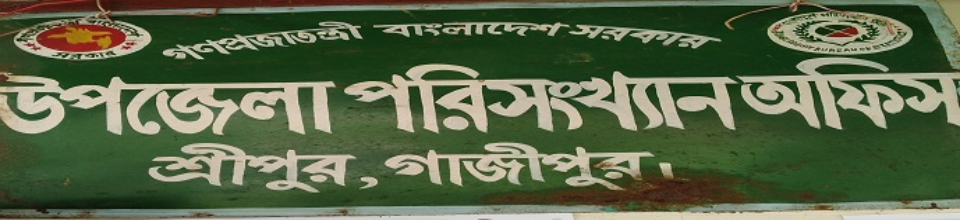 গণপ্রজাতন্ত্রী বাংলাদেশ সরকার
উপজেলা পরিসংখ্যান অফিস
শ্রীপুর, গাজীপুর।